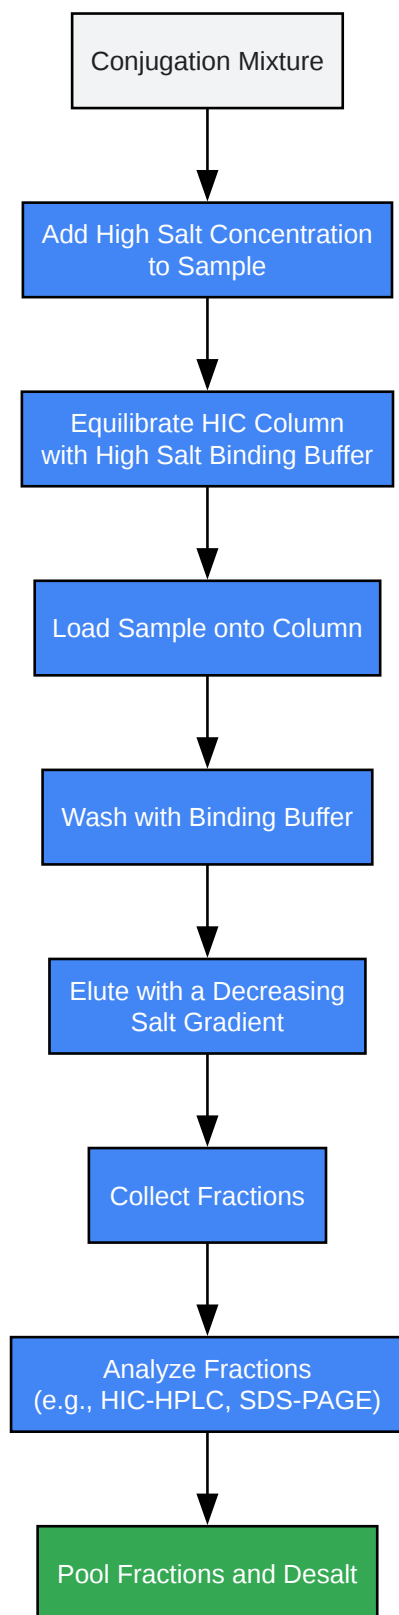 Conjugation Mixture
Add High Salt Concentration
to Sample
Equilibrate HIC Column
with High Salt Binding Buffer
Load Sample onto Column
Wash with Binding Buffer
Elute with a Decreasing
Salt Gradient
Collect Fractions
Analyze Fractions
(e.g., HIC-HPLC, SDS-PAGE)
Pool Fractions and Desalt